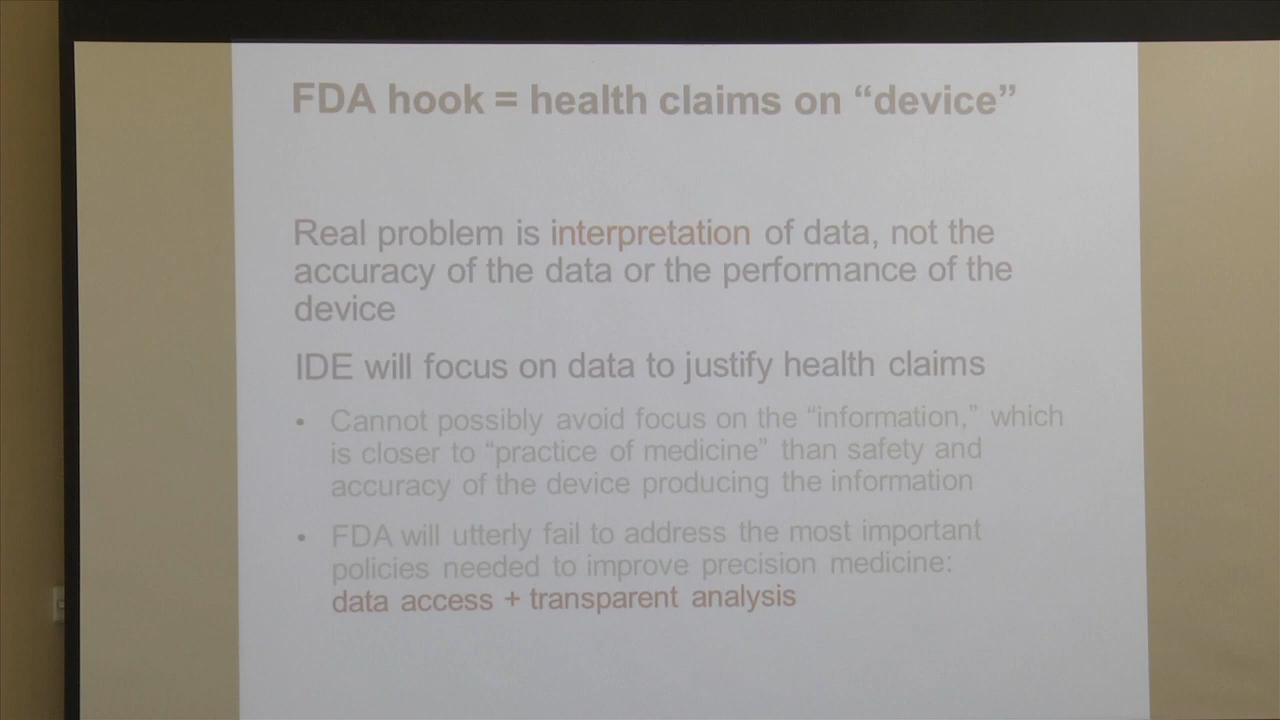 FDA hook = health claims on “device”
Real problem is interpretation of data, not the
accuracy of the data or the performance of the
device
IDE will focus on data to justify health claims
• Cannot possibly avoid focus on the “information,” which
is closer to “practice of medicine” than safety and
accuracy of the device producing the information
• FDA will utterly fail to address the most important
policies needed to improve precision medicine:
data access + transparent analysis